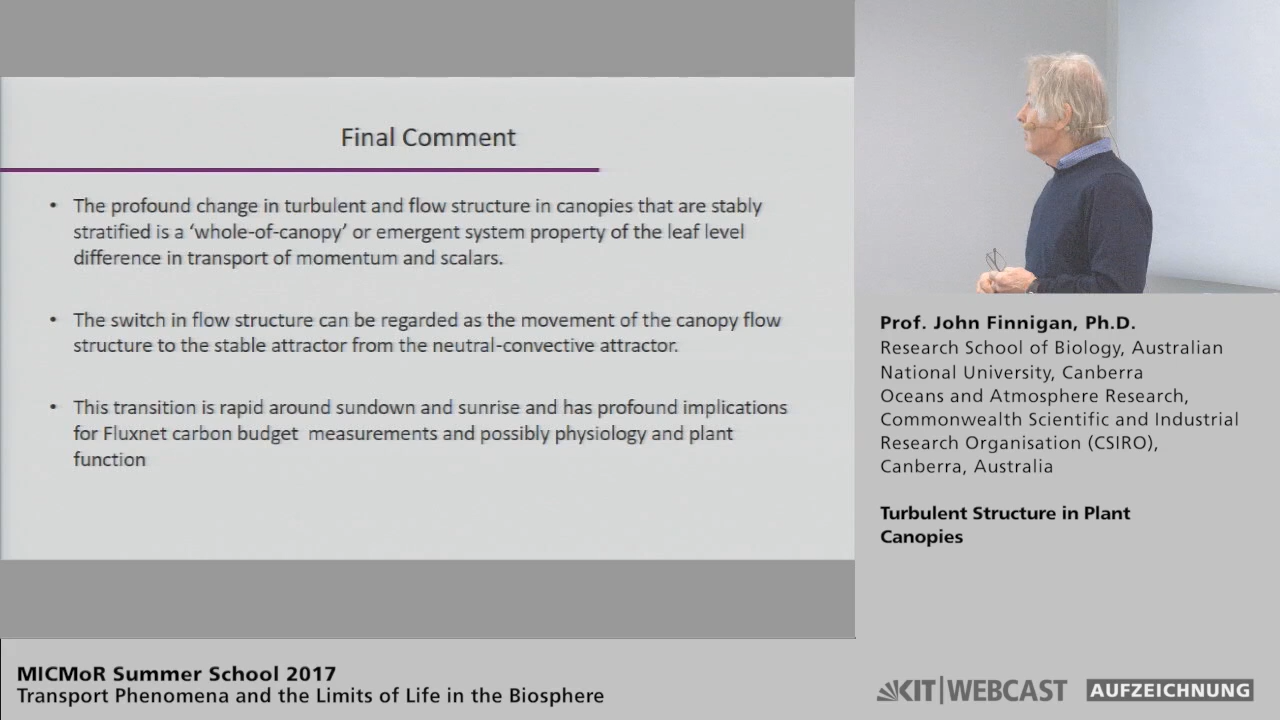 Final Comment
• The profound change in turbulent and flow structure in canopies that are stably
stratified is a ‘whole-of-canopy’ or emergent system property of the leaf level
difference in transport of momentum and scalars.
• The switch in flow structure can be regarded as the movement of the canopy flow
structure to the stable attractor from the neutral-convective attractor.
• This transition is rapid around sundown and sunrise and has profound implications
for Fluxnet carbon budget measurements and possibly physiology and plant
function
Prof. John Finnigan, Ph.D.
Research School of Biology, Australian
National University, Canberra
Oceans and Atmosphere Research,
Commonwealth Scientific and Industrial
Research Organisation (CSIRO),
Canberra, Australia
Turbulent Structure in Plant
Canopies
MICMoR Summer School 2017
Transport Phenomena and the Limits of Life in the Biosphere
KIT|WEBCAST AUFZEICHNUNG